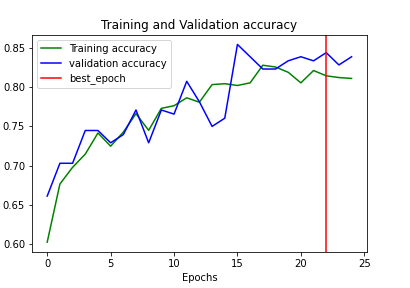 Training and Validation accuracy
Training accuracy
validation accuracy
best_epoch
0.85
0.80
0.75
0.70
0.65
0.60
0 5 10 15 20 25
Epochs